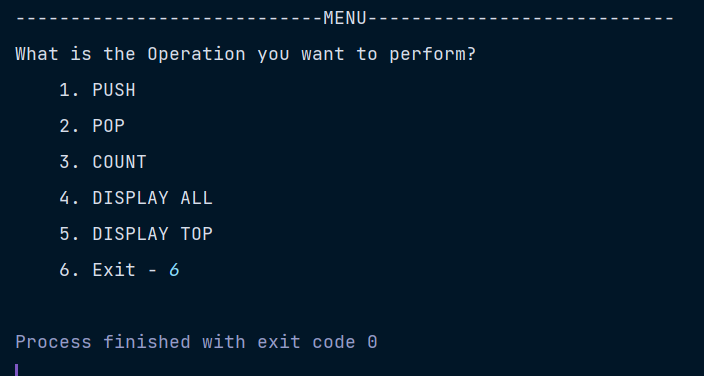 ----------------------------MENU----------------------------
What is the Operation you want to perform?
1. PUSH
2. POP
3. COUNT
4. DISPLAY ALL
5. DISPLAY TOP
6. Exit - 6
Process finished with exit code 0